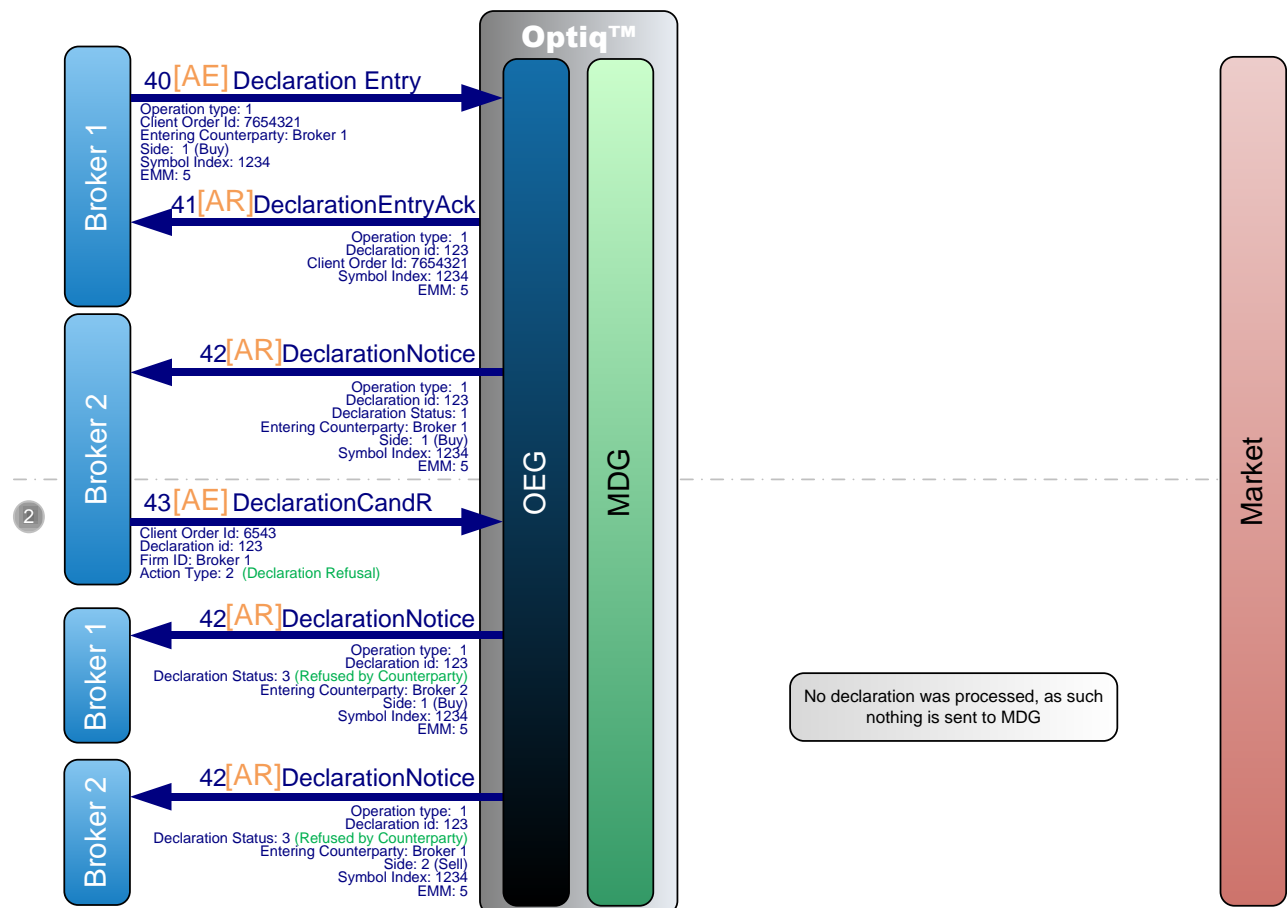 Optiq™
Broker 1
40 [AE] Declaration Entry
Operation type: 1
Client Order Id: 7654321
Entering Counterparty: Broker 1
Side: 1 (Buy)
Symbol Index: 1234
EMM: 5
41 [AR] DeclarationEntryAck
Operation type: 1
Declaration id: 123
Client Order Id: 7654321
Symbol Index: 1234
EMM: 5
Broker 2
42 [AR] DeclarationNotice
Operation type: 1
Declaration id: 123
Declaration Status: 1
Entering Counterparty: Broker 1
Side: 1 (Buy)
Symbol Index: 1234
EMM: 5
OEG
MDG
Market
2
43 [AE] DeclarationCandR
Client Order Id: 6543
Declaration id: 123
Firm ID: Broker 1
Action Type: 2 (Declaration Refusal)
Broker 1
42 [AR] DeclarationNotice
Operation type: 1
Declaration id: 123
Declaration Status: 3 (Refused by Counterparty)
Entering Counterparty: Broker 2
Side: 1 (Buy)
Symbol Index: 1234
EMM: 5
No declaration was processed, as such
nothing is sent to MDG
Broker 2
42 [AR] DeclarationNotice
Operation type: 1
Declaration id: 123
Declaration Status: 3 (Refused by Counterparty)
Entering Counterparty: Broker 1
Side: 2 (Sell)
Symbol Index: 1234
EMM: 5